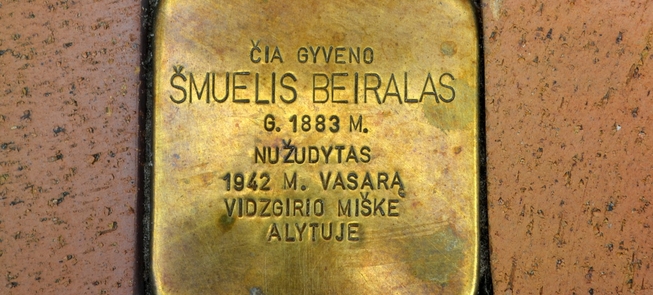 ČIA GYVENO
ŠMUELIS BEIRALAS
G. 1883 M.
NUŽUDYTAS
1942 M. VASARĄ
VIDZGIRIO MIŠKE
ALYTUJE